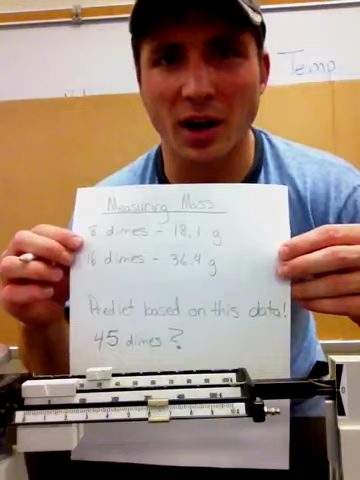 Temp
Measuring Mass
8 dimes - 18.1 g
16 dimes - 36.4 g
Predict based on this data!
45 dimes?